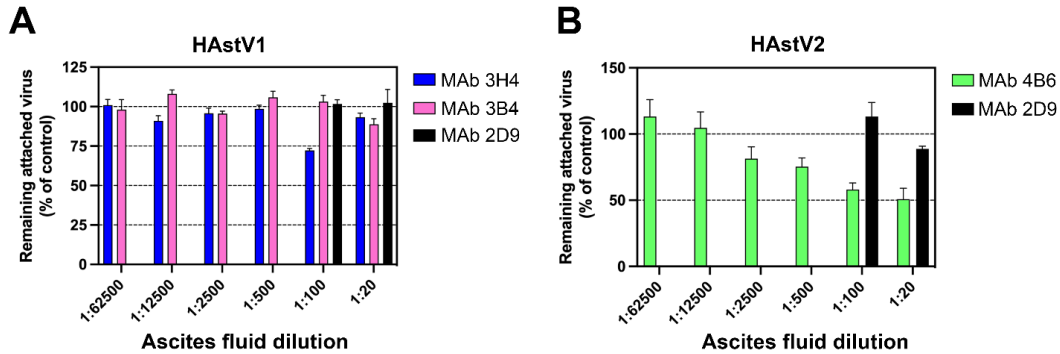 A
HAstV1
Remaining attached virus
(% of control)
125
100
75
50
25
0
1:62500
1:12500
1:2500
1:500
1:100
1:20
Ascites fluid dilution
MAb 3H4
MAb 3B4
MAb 2D9
B
HAstV2
Remaining attached virus
(% of control)
150
100
50
0
1:62500
1:12500
1:2500
1:500
1:100
1:20
Ascites fluid dilution
MAb 4B6
MAb 2D9